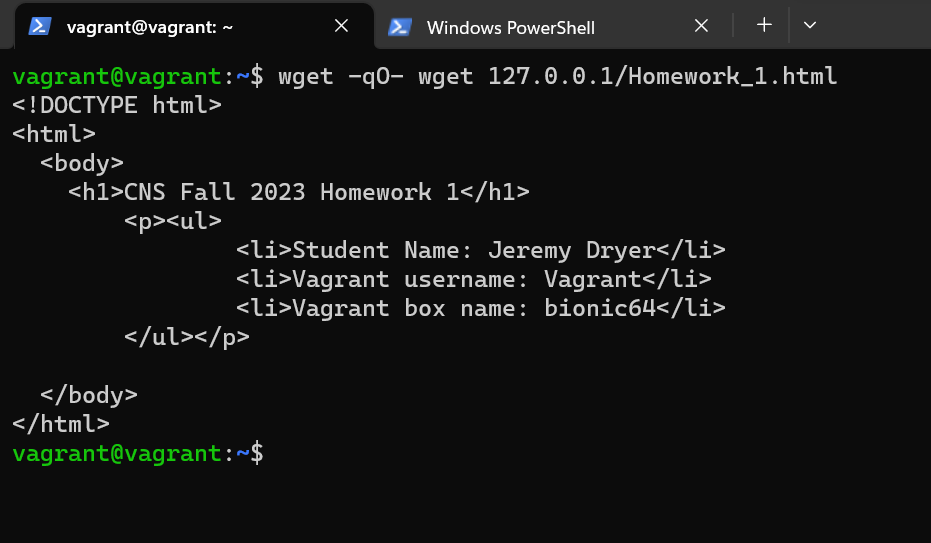 vagrant@vagrant: ~ Windows PowerShell
vagrant@vagrant:~$ wget -qO- wget 127.0.0.1/Homework_1.html
<!DOCTYPE html>
<html>
  <body>
    <h1>CNS Fall 2023 Homework 1</h1>
        <p><ul>
                <li>Student Name: Jeremy Dryer</li>
                <li>Vagrant username: Vagrant</li>
                <li>Vagrant box name: bionic64</li>
        </ul></p>
  </body>
</html>
vagrant@vagrant:~$